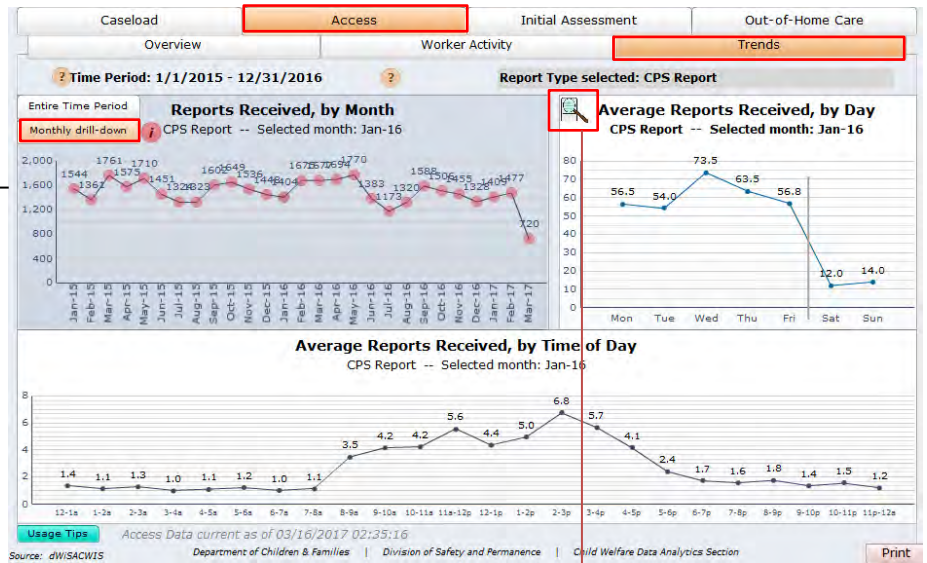 Caseload Access Initial Assessment Out-of-Home Care
Overview Worker Activity Trends
? Time Period: 1/1/2015 - 12/31/2016 ? Report Type selected: CPS Report
Entire Time Period
Monthly drill-down
i
Reports Received, by Month
CPS Report -- Selected month: Jan-16
2,000
1,600
1,200
800
400
0
1544 1361 1761 1575 1710 1451 1324 1323 1602 1649 1536 1448 1404 1675 1677 1694 1770 1383 1173 1320 1588 1506 1455 1328 1409 1477 720
Jan-15 Feb-15 Mar-15 Apr-15 May-15 Jun-15 Jul-15 Aug-15 Sep-15 Oct-15 Nov-15 Dec-15 Jan-16 Feb-16 Mar-16 Apr-16 May-16 Jun-16 Jul-16 Aug-16 Sep-16 Oct-16 Nov-16 Dec-16 Jan-17 Feb-17 Mar-17
Average Reports Received, by Day
CPS Report -- Selected month: Jan-16
80
70
60
50
40
30
20
10
0
56.5 54.0 73.5 63.5 56.8 12.0 14.0
Mon Tue Wed Thu Fri Sat Sun
Average Reports Received, by Time of Day
CPS Report -- Selected month: Jan-16
8
6
4
2
0
1.4 1.1 1.3 1.0 1.1 1.2 1.0 1.1 3.5 4.2 4.2 5.6 4.4 5.0 6.8 5.7 4.1 2.4 1.7 1.6 1.8 1.4 1.5 1.2
12-1a 1-2a 2-3a 3-4a 4-5a 5-6a 6-7a 7-8a 8-9a 9-10a 10-11a 11a-12p 12-1p 1-2p 2-3p 3-4p 4-5p 5-6p 6-7p 7-8p 8-9p 9-10p 10-11p 11p-12a
Usage Tips Access Data current as of 03/16/2017 02:35:16
Source: dWiSACWIS Department of Children & Families | Division of Safety and Permanence | Child Welfare Data Analytics Section Print